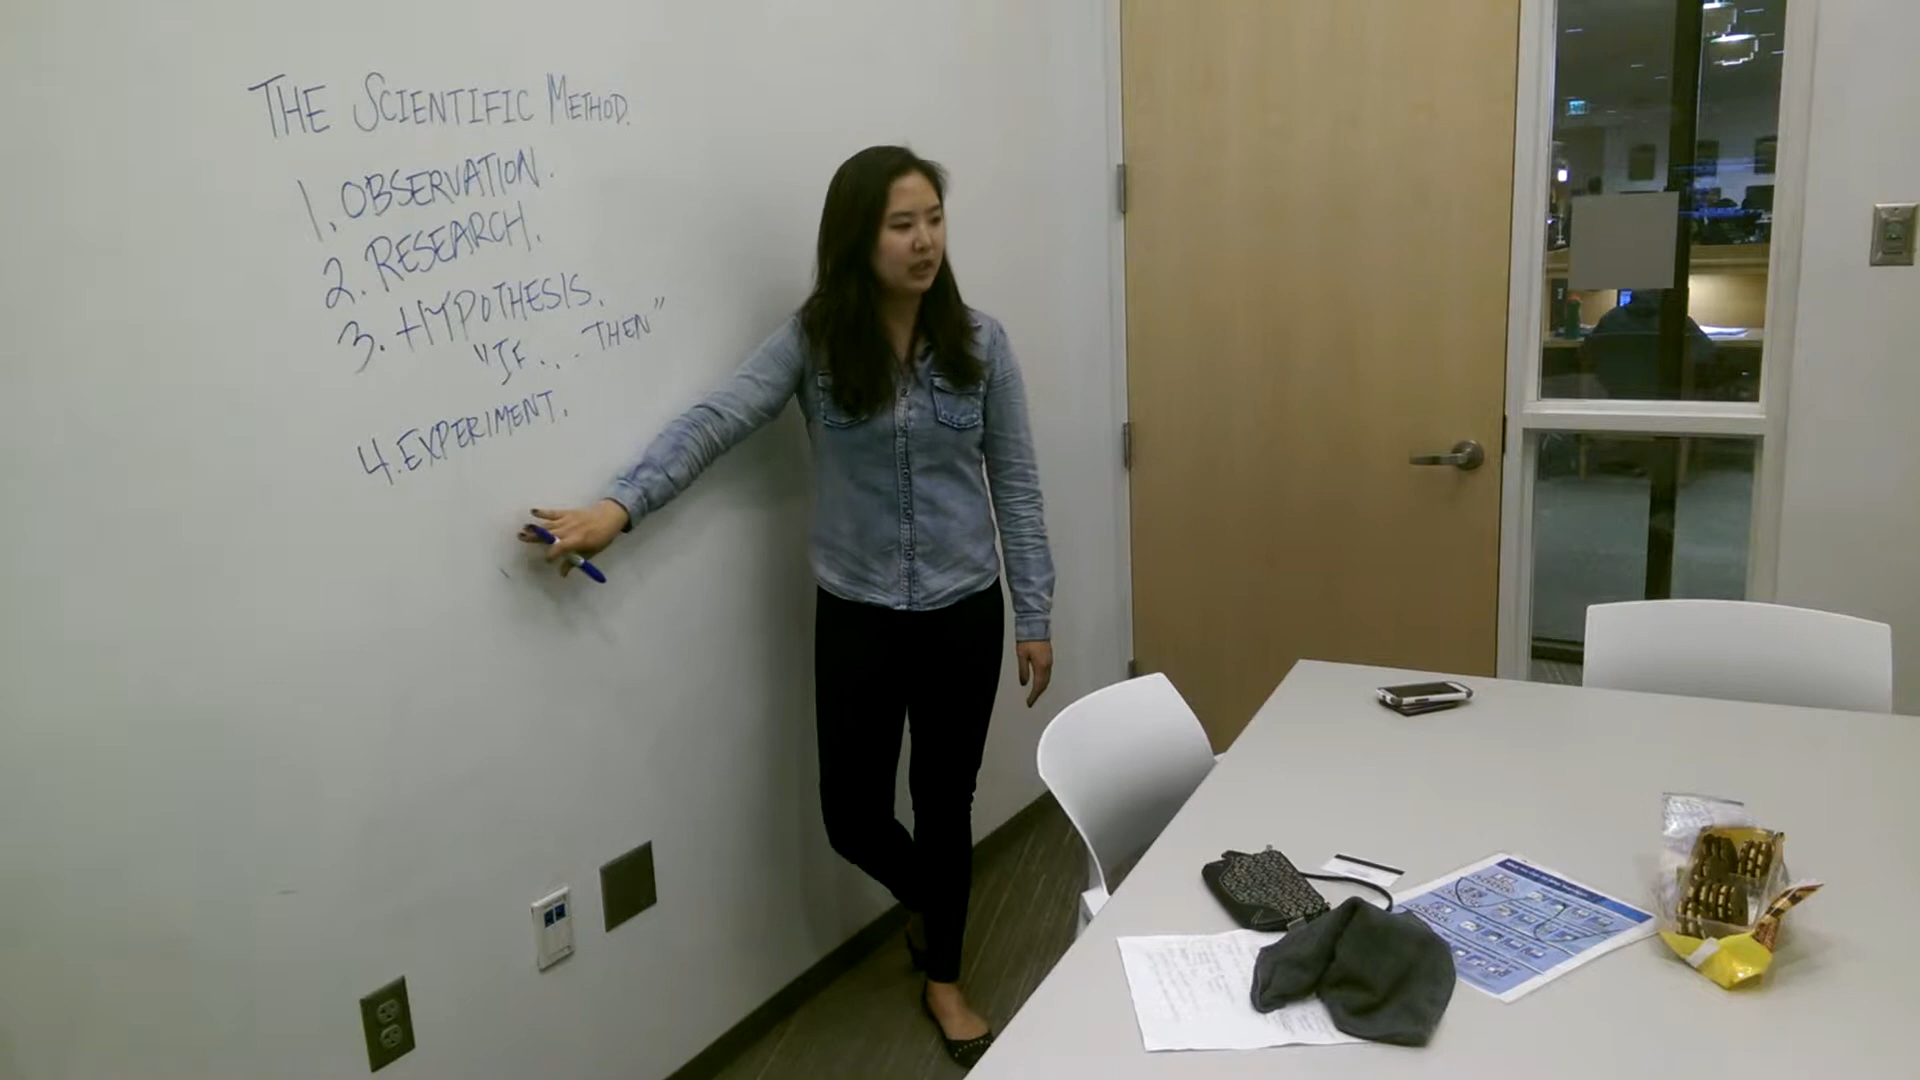 THE SCIENTIFIC METHOD.
1. OBSERVATION.
2. RESEARCH.
3. HYPOTHESIS.
"IF... THEN"
4. EXPERIMENT.